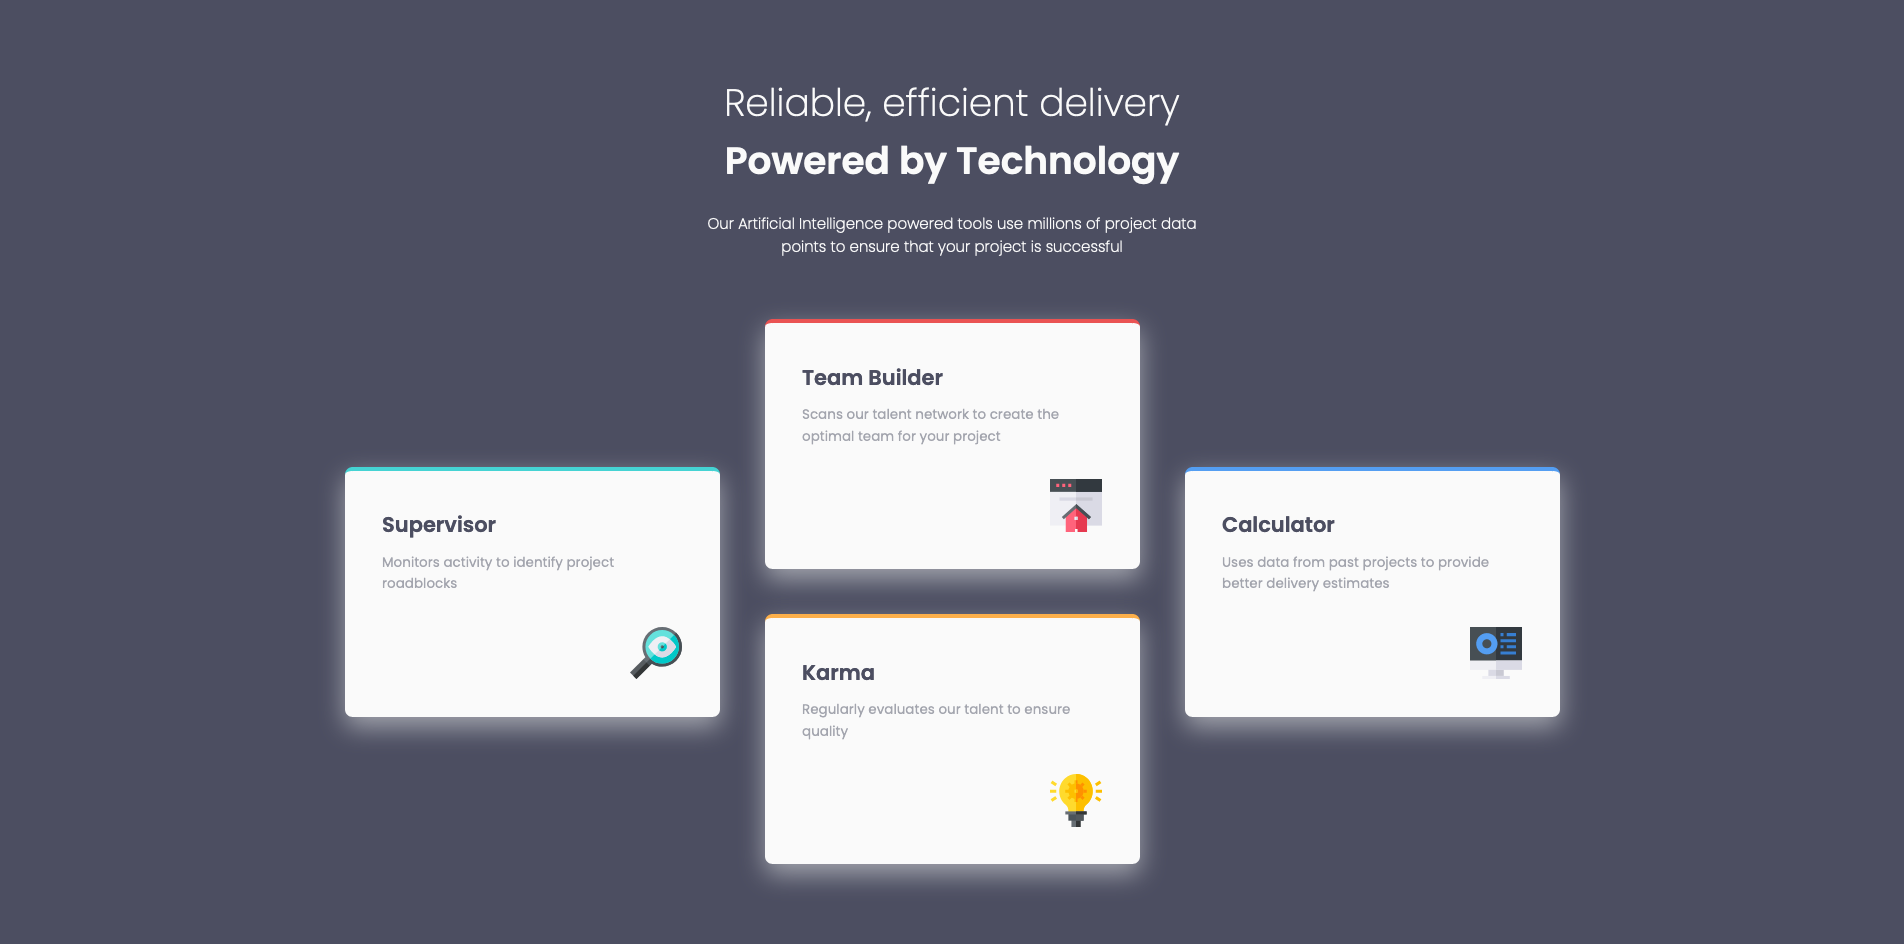 Reliable, efficient delivery
Powered by Technology
Our Artificial Intelligence powered tools use millions of project data
points to ensure that your project is successful
Supervisor
Monitors activity to identify project
roadblocks
Team Builder
Scans our talent network to create the
optimal team for your project
Karma
Regularly evaluates our talent to ensure
quality
Calculator
Uses data from past projects to provide
better delivery estimates